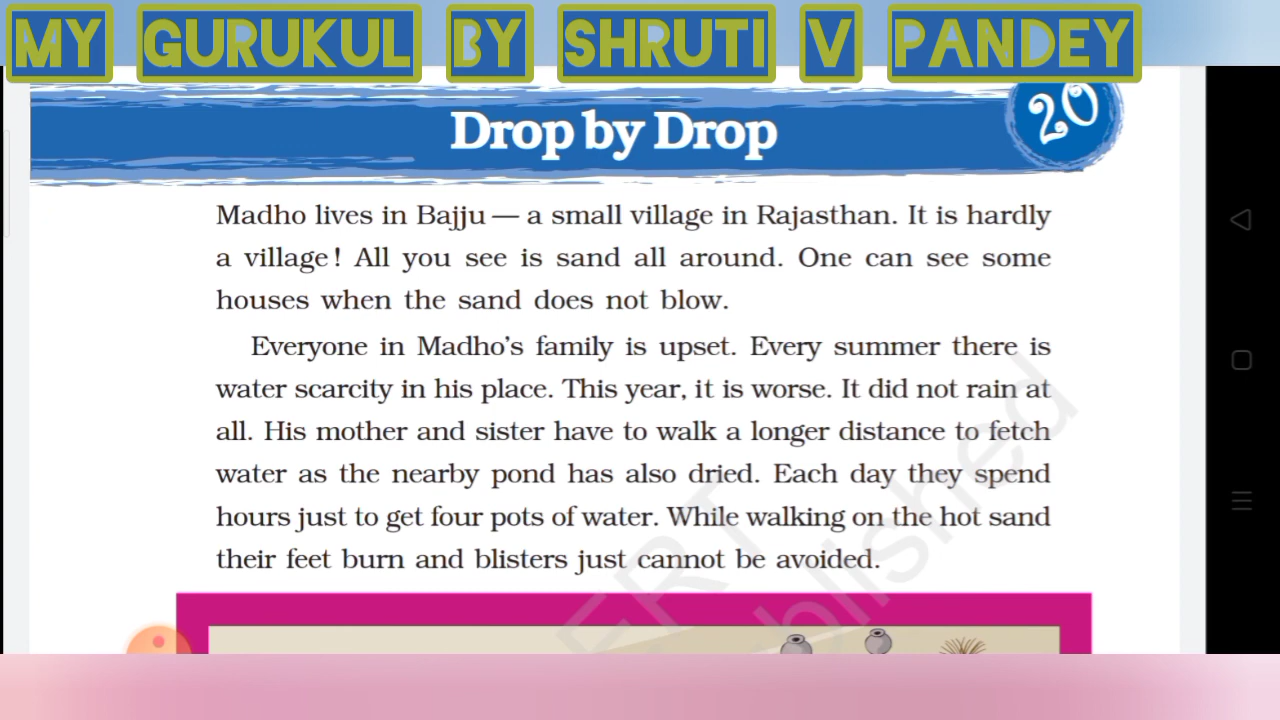 MY GURUKUL BY SHRUTI V PANDEY
Drop by Drop
20
Madho lives in Bajju — a small village in Rajasthan. It is hardly
a village! All you see is sand all around. One can see some
houses when the sand does not blow.
Everyone in Madho's family is upset. Every summer there is
water scarcity in his place. This year, it is worse. It did not rain at
all. His mother and sister have to walk a longer distance to fetch
water as the nearby pond has also dried. Each day they spend
hours just to get four pots of water. While walking on the hot sand
their feet burn and blisters just cannot be avoided.